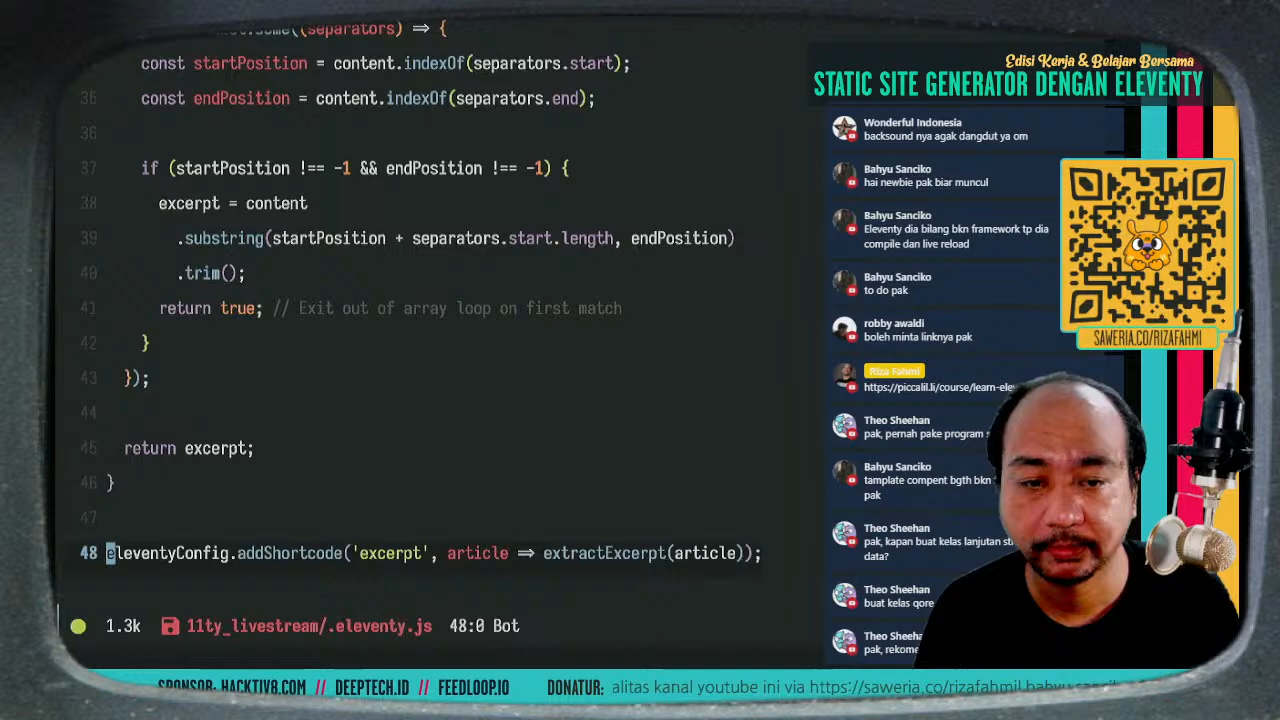 (separators) => {
const startPosition = content.indexOf(separators.start);
35 const endPosition = content.indexOf(separators.end);
36
37 if (startPosition !== -1 && endPosition !== -1) {
38 excerpt = content
39 .substring(startPosition + separators.start.length, endPosition)
40 .trim();
41 return true; // Exit out of array loop on first match
42 }
43 });
44
45 return excerpt;
46 }
47
48 eleventyConfig.addShortcode('excerpt', article => extractExcerpt(article));
1.3k 11ty_livestream/.eleventy.js 48:0 Bot
Edisi Kerja & Belajar Bersama
STATIC SITE GENERATOR DENGAN ELEVENTY
Wonderful Indonesia
backsound nya agak dangdut ya om
Bahyu Sanciko
hai newbie pak biar muncul
Bahyu Sanciko
Eleventy dia bilang bkn framework tp dia
compile dan live reload
Bahyu Sanciko
to do pak
robby awaldi
boleh minta linknya pak
Riza Fahmi
https://piccalil.li/course/learn-ele
Theo Sheehan
pak, pernah pake program
Bahyu Sanciko
tamplate compent bgth bkn
pak
Theo Sheehan
pak, kapan buat kelas lanjutan
data?
Theo Sheehan
buat kelas qore
Theo
pak,
SAWERIA.CO/RIZAFAHMI
SPONSOR: HACKTIV8.COM // DEEPTECH.ID // FEEDLOOP.IO DONATUR: alitas kanal youtube ini via